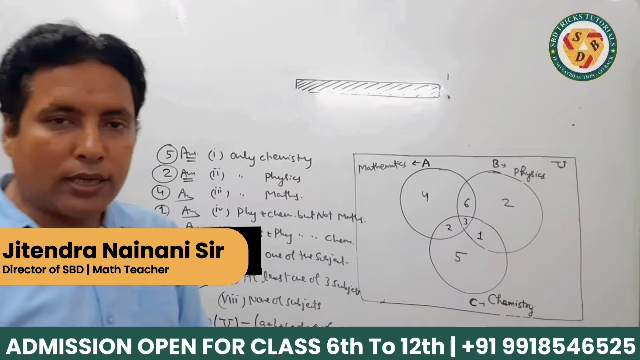 SBD TRICKS TUTORIALS
S B D
Mathematics ← A
B → Physics
U
4
6
2
2
3
1
5
C → Chemistry
5 Ans (i) only chemistry
2 Ans (ii) " physics
4 A (iii) " Maths.
1 Ans (iv) Phy & chem. but Not Maths.
& Phy " " Chem.
one of the subject
At least one of 3 subjects
(viii) None of subjects
Jitendra Nainani Sir
Director of SBD | Math Teacher
ADMISSION OPEN FOR CLASS 6th To 12th | +91 9918546525